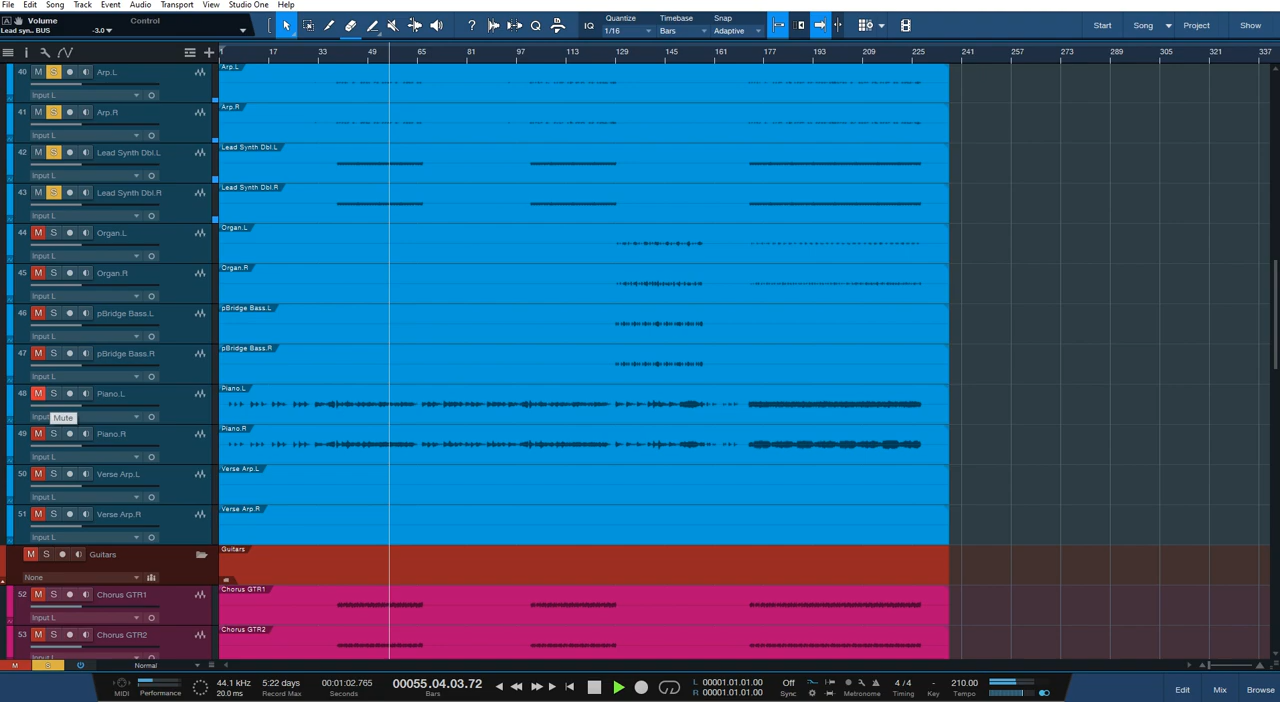 File Edit Song Track Event Audio Transport View Studio One Help
Volume Control
Lead syn.. BUS -3.0
Quantize Timebase Snap
IQ 1/16 Bars Adaptive
Start Song Project Show
1 17 33 49 65 81 97 113 129 145 161 177 193 209 225 241 257 273 289 305 321 337
40 M S Arp.L
Input L
Arp.L
41 M S Arp.R
Input L
Arp.R
42 M S Lead Synth Dbl.L
Input L
Lead Synth Dbl.L
43 M S Lead Synth Dbl.R
Input L
Lead Synth Dbl.R
44 M S Organ.L
Input L
Organ.L
45 M S Organ.R
Input L
Organ.R
46 M S pBridge Bass.L
Input L
pBridge Bass.L
47 M S pBridge Bass.R
Input L
pBridge Bass.R
48 M S Piano.L
Input
Mute
Piano.L
49 M S Piano.R
Input L
Piano.R
50 M S Verse Arp.L
Input L
Verse Arp.L
51 M S Verse Arp.R
Input L
Verse Arp.R
M S Guitars
None
Guitars
52 M S Chorus GTR1
Input L
Chorus GTR1
53 M S Chorus GTR2
Input L
Chorus GTR2
M S Normal
MIDI Performance
44.1 kHz
20.0 ms
5:22 days
Record Max
00:01:02.765
Seconds
00055.04.03.72
Bars
L 00001.01.01.00
R 00001.01.01.00
Off
Sync
Metronome
4 / 4
Timing
-
Key
210.00
Tempo
Edit Mix Browse